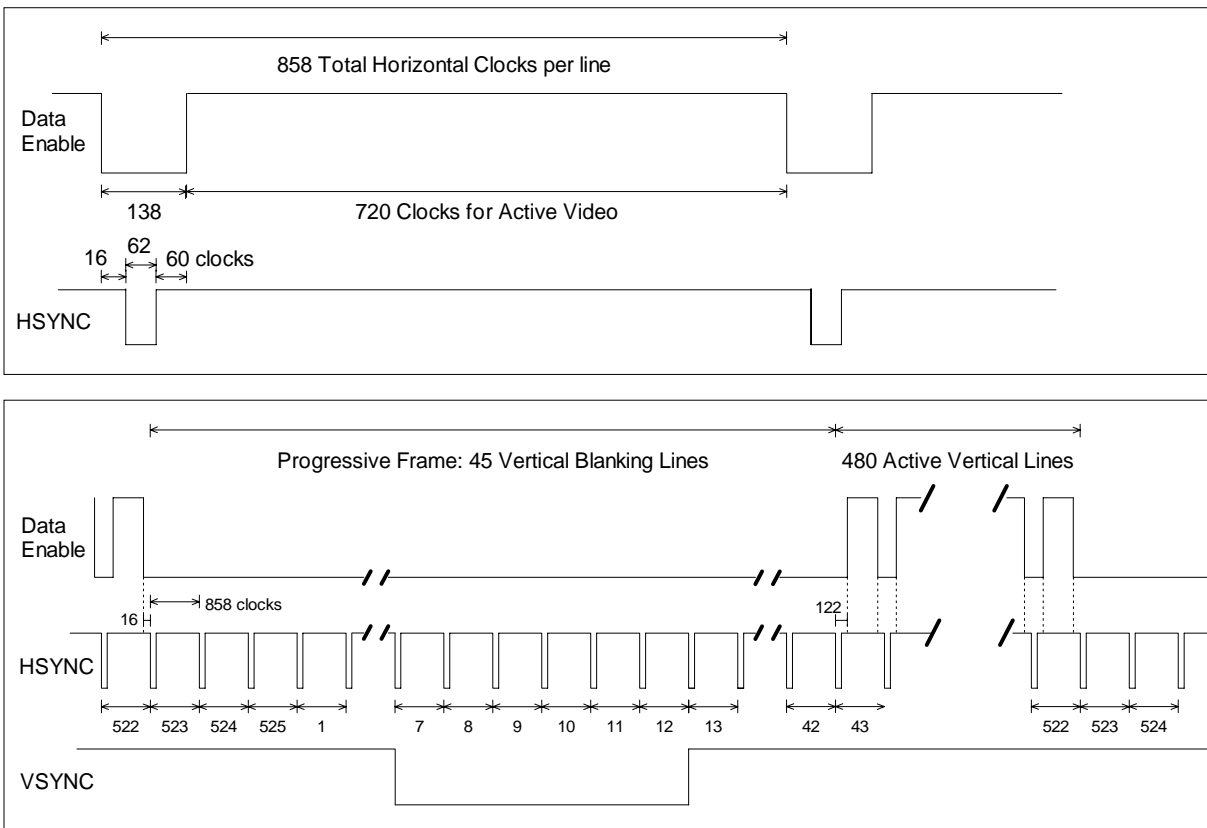 858 Total Horizontal Clocks per line
Data
Enable
138
720 Clocks for Active Video
62
16
60 clocks
HSYNC
Progressive Frame: 45 Vertical Blanking Lines
480 Active Vertical Lines
Data
Enable
858 clocks
16
122
HSYNC
522 523 524 525 1 7 8 9 10 11 12 13 42 43 522 523 524
VSYNC